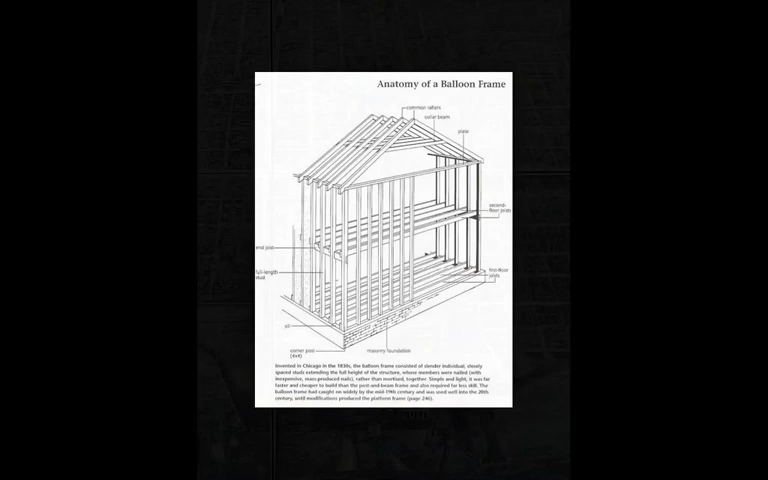 Anatomy of a Balloon Frame
common rafters
collar beam
plate
second-
floor joists
end joist
full-length
stud
first-floor
joists
sill
corner post
(4x4)
masonry foundation
Invented in Chicago in the 1830s, the balloon frame consisted of slender individual, closely
spaced studs extending the full height of the structure, whose members were nailed (with
inexpensive, mass-produced nails), rather than mortised, together. Simple and light, it was far
faster and cheaper to build than the post-and-beam frame and also required far less skill. The
balloon frame had caught on widely by the mid-19th century and was used well into the 20th
century, until modifications produced the platform frame (page 246).